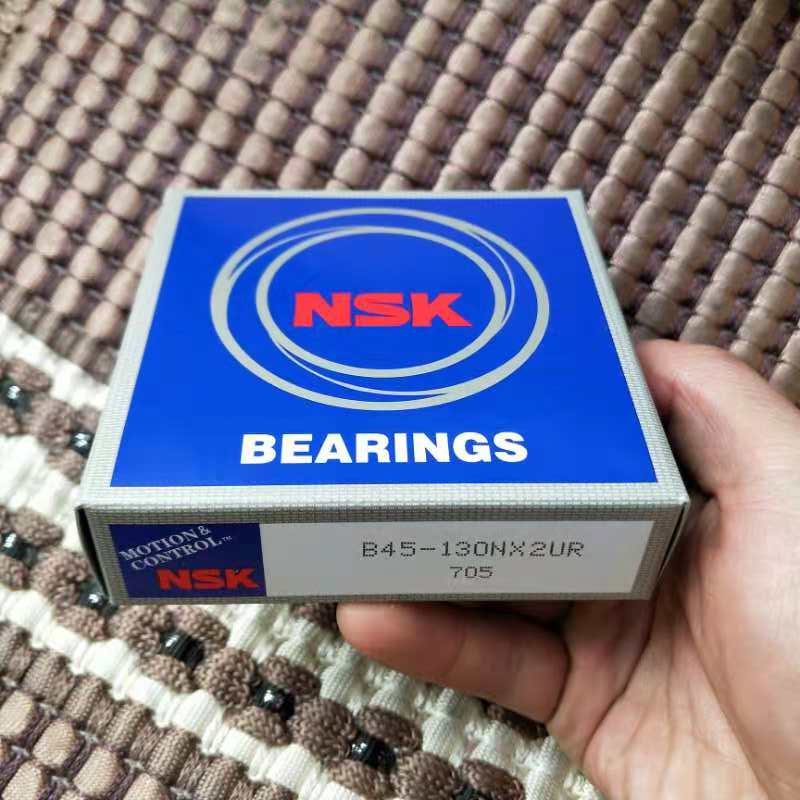 NSK
BEARINGS
MOTION &
CONTROL™
NSK
B45-130NX2UR
705